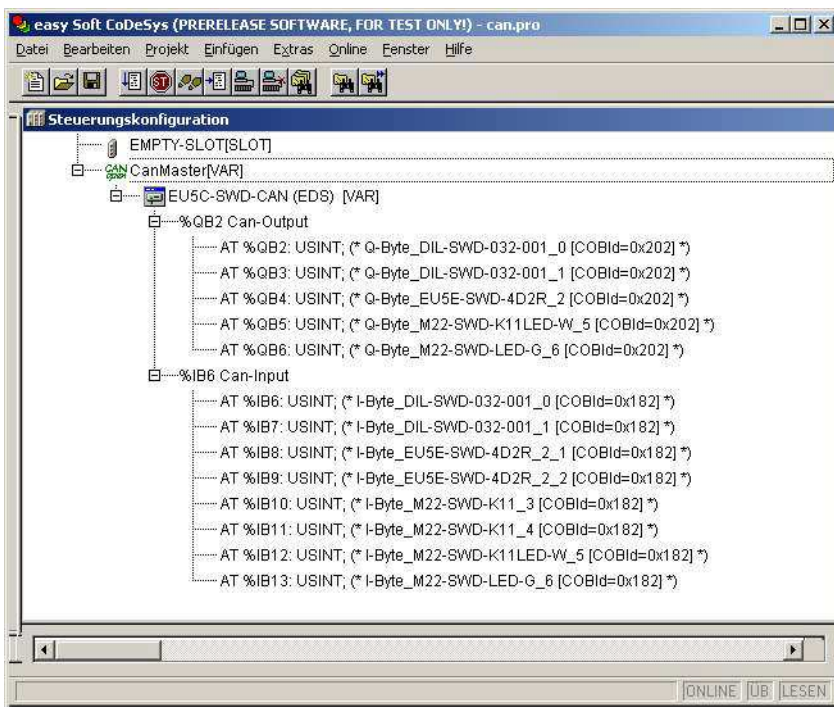 easy Soft CoDeSys (PRERELEASE SOFTWARE, FOR TEST ONLY!) - can.pro
Datei Bearbeiten Projekt Einfügen Extras Online Fenster Hilfe
Steuerungskonfiguration
EMPTY-SLOT[SLOT]
CanMaster[VAR]
EU5C-SWD-CAN (EDS) [VAR]
%QB2 Can-Output
AT %QB2: USINT; (* Q-Byte_DIL-SWD-032-001_0 [COBId=0x202] *)
AT %QB3: USINT; (* Q-Byte_DIL-SWD-032-001_1 [COBId=0x202] *)
AT %QB4: USINT; (* Q-Byte_EU5E-SWD-4D2R_2 [COBId=0x202] *)
AT %QB5: USINT; (* Q-Byte_M22-SWD-K11LED-W_5 [COBId=0x202] *)
AT %QB6: USINT; (* Q-Byte_M22-SWD-LED-G_6 [COBId=0x202] *)
%IB6 Can-Input
AT %IB6: USINT; (* I-Byte_DIL-SWD-032-001_0 [COBId=0x182] *)
AT %IB7: USINT; (* I-Byte_DIL-SWD-032-001_1 [COBId=0x182] *)
AT %IB8: USINT; (* I-Byte_EU5E-SWD-4D2R_2_1 [COBId=0x182] *)
AT %IB9: USINT; (* I-Byte_EU5E-SWD-4D2R_2_2 [COBId=0x182] *)
AT %IB10: USINT; (* I-Byte_M22-SWD-K11_3 [COBId=0x182] *)
AT %IB11: USINT; (* I-Byte_M22-SWD-K11_4 [COBId=0x182] *)
AT %IB12: USINT; (* I-Byte_M22-SWD-K11LED-W_5 [COBId=0x182] *)
AT %IB13: USINT; (* I-Byte_M22-SWD-LED-G_6 [COBId=0x182] *)
ONLINE ÜB LESEN